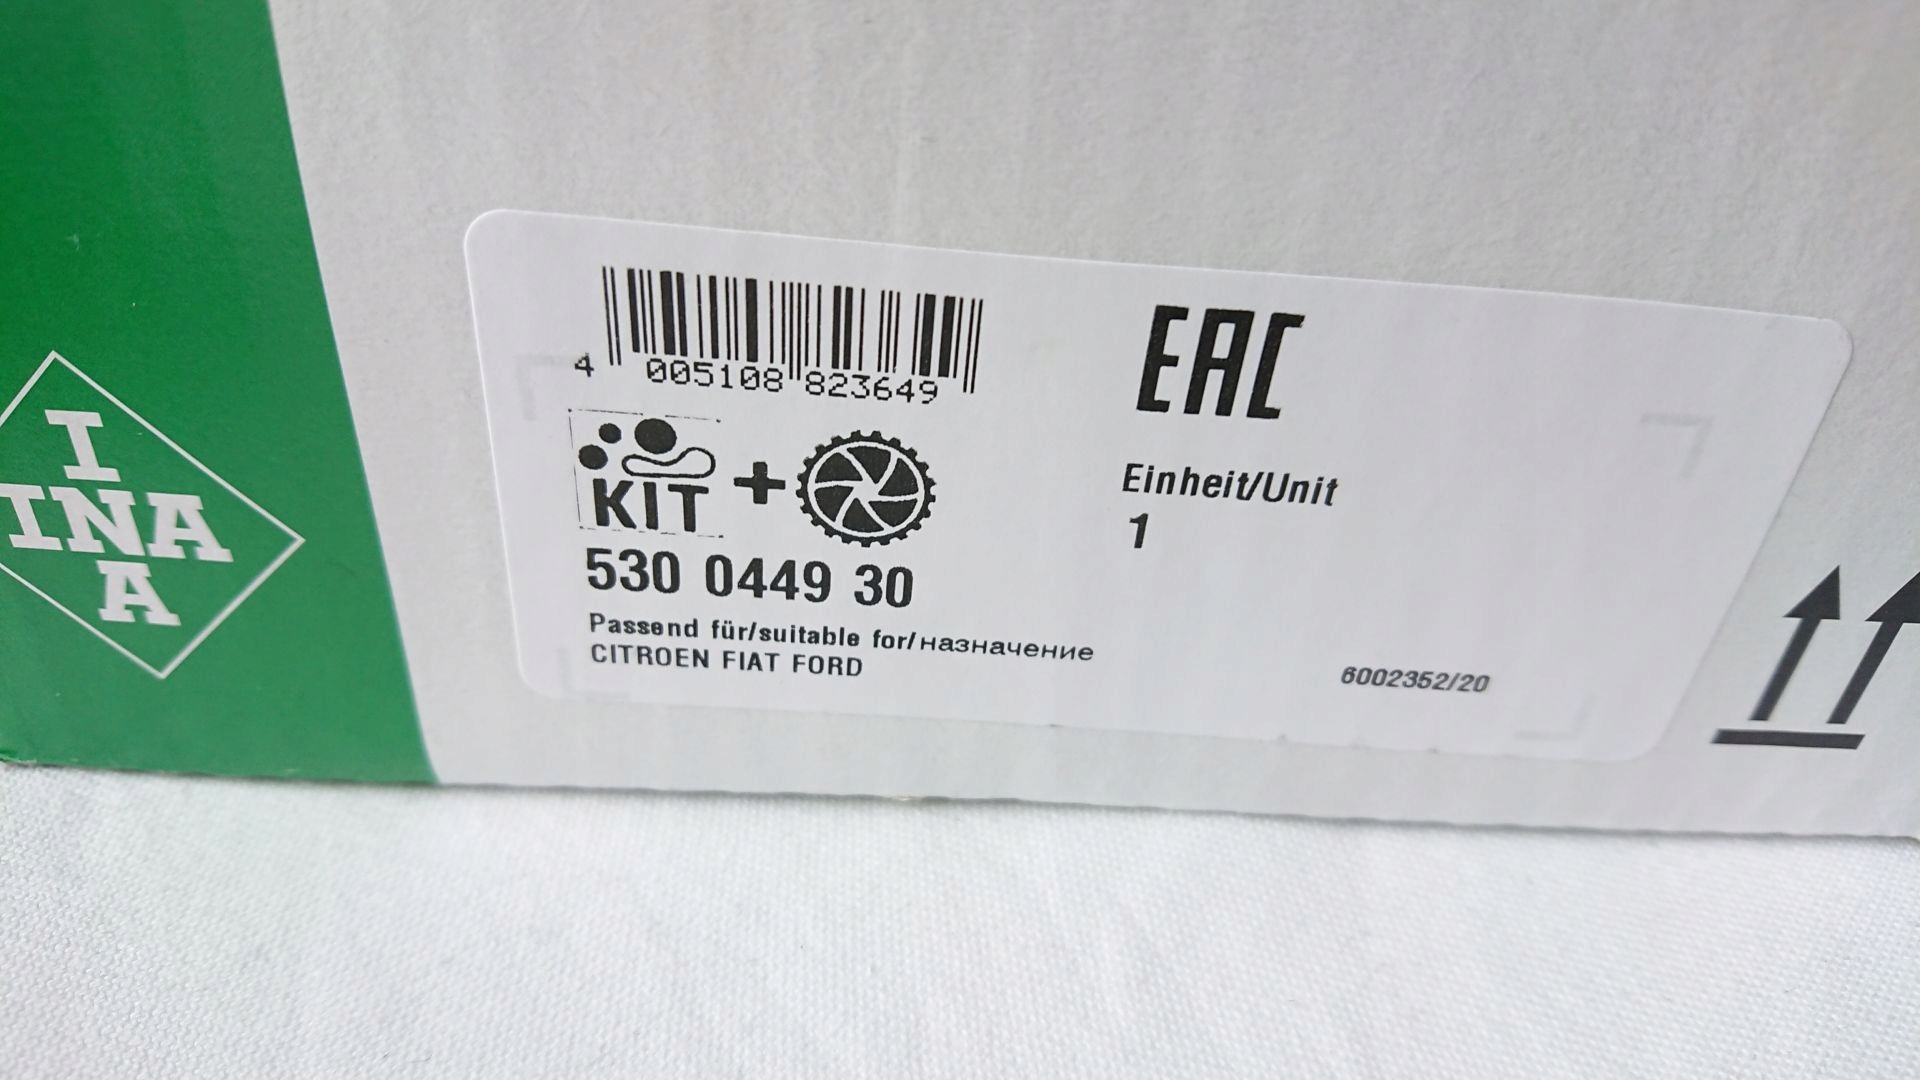 I
INA
A
4 005108 823649
EAC
KIT +
Einheit/Unit
1
530 0449 30
Passend für/suitable for/назначение
CITROEN FIAT FORD
6002352/20